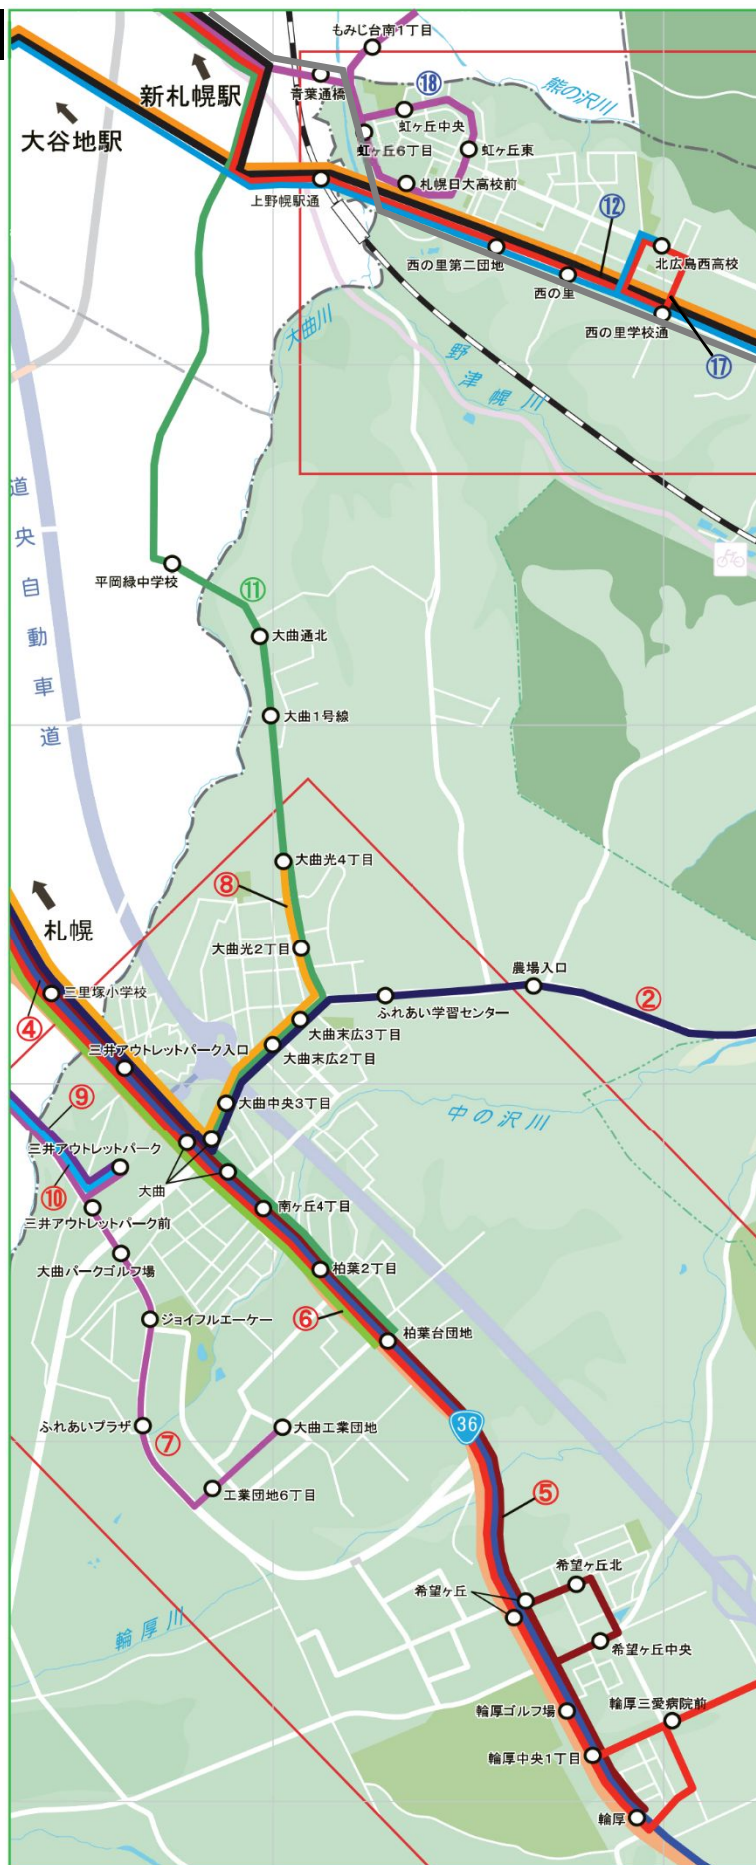 もみじ台南1丁目
新札幌駅
青葉通橋
⑱
熊の沢川
大谷地駅
虹ヶ丘中央
虹ヶ丘6丁目
虹ヶ丘東
札幌日大高校前
上野幌駅通
⑫
西の里第二団地
北広島西高校
西の里
西の里学校通
大曲川
⑰
野津幌川
道央自動車道
平岡緑中学校
⑪
大曲通北
大曲1号線
大曲光4丁目
⑧
札幌
大曲光2丁目
農場入口
三里塚小学校
②
ふれあい学習センター
④
大曲末広3丁目
三井アウトレットパーク入口
大曲末広2丁目
⑨
大曲中央3丁目
中の沢川
三井アウトレットパーク
大曲
⑩
南ヶ丘4丁目
三井アウトレットパーク前
大曲パークゴルフ場
柏葉2丁目
ジョイフルエーケー
⑥
柏葉台団地
ふれあいプラザ
大曲工業団地
36
⑦
工業団地6丁目
⑤
希望ヶ丘北
希望ヶ丘
輪厚川
希望ヶ丘中央
輪厚三愛病院前
輪厚ゴルフ場
輪厚中央1丁目
輪厚